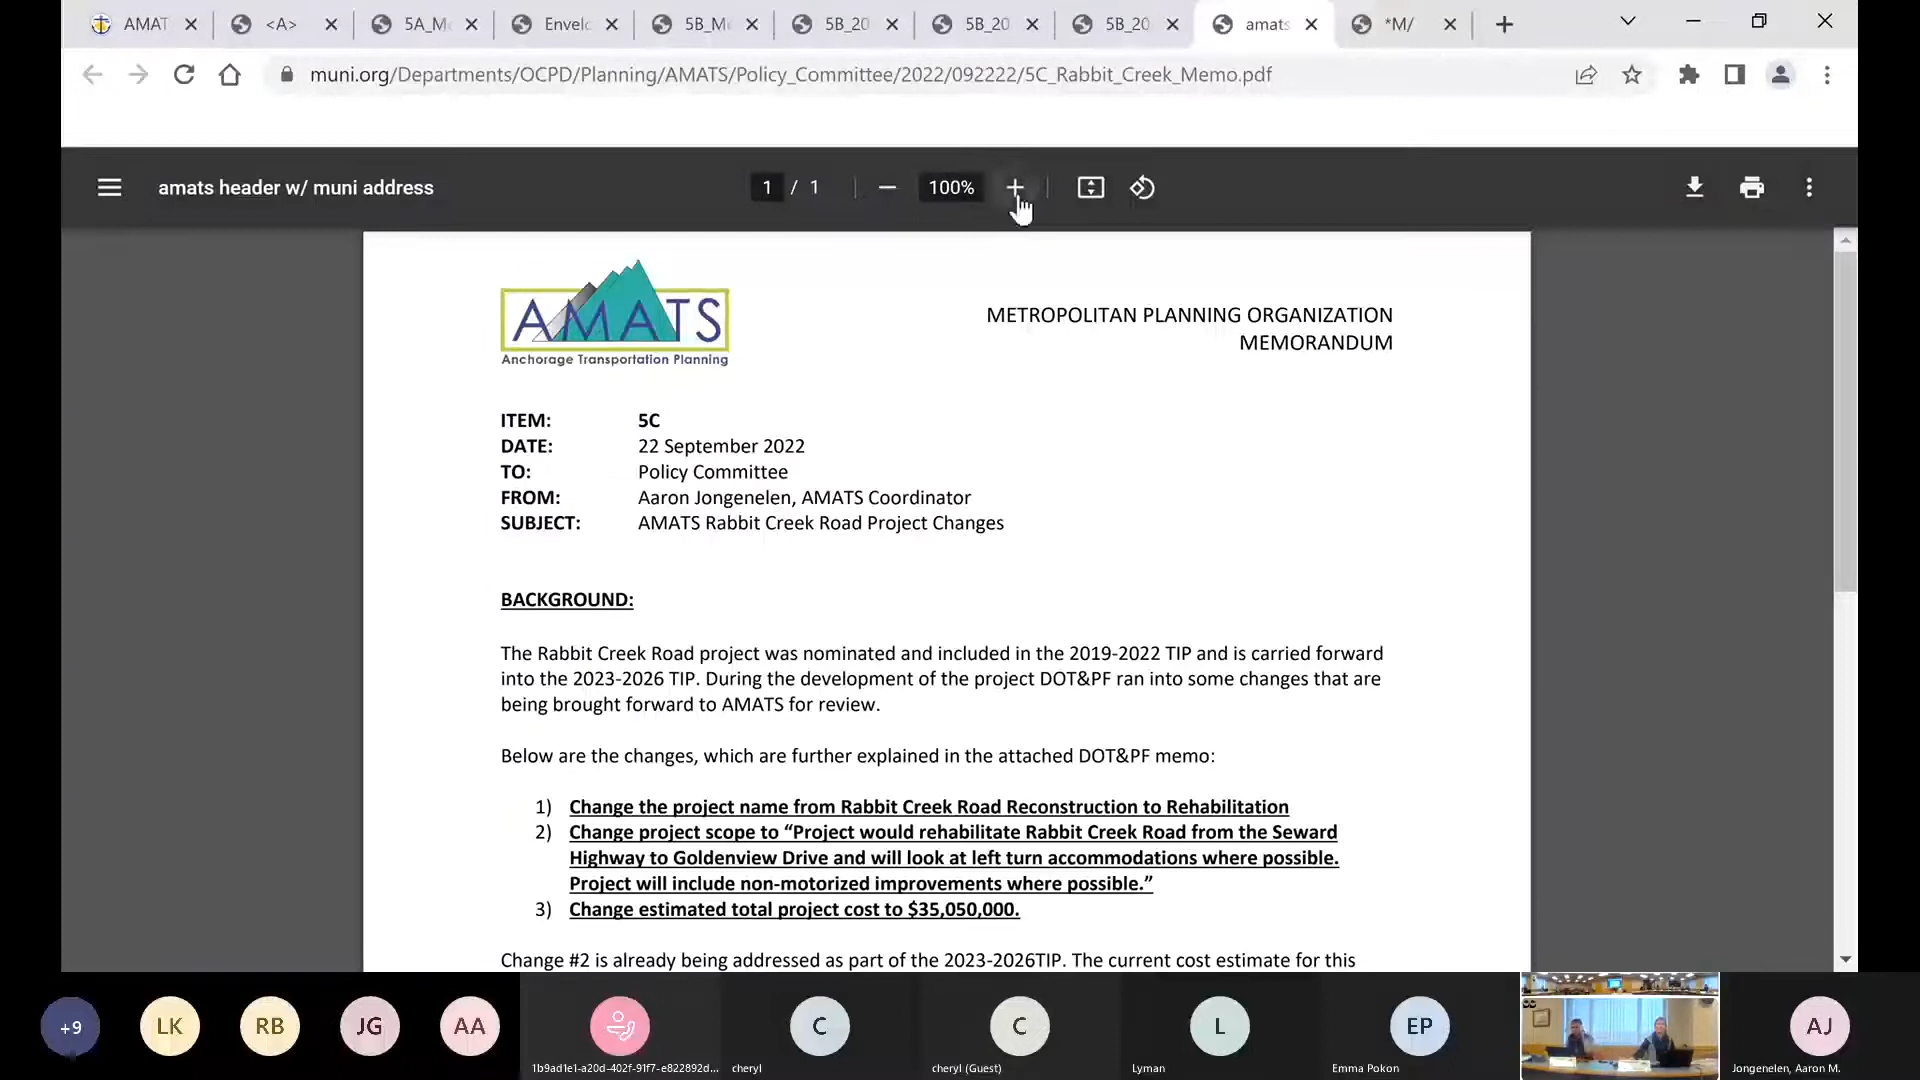 AMAT
<A>
5A_M
Envelo
5B_M
5B_20
5B_20
5B_20
amats
*M/
muni.org/Departments/OCPD/Planning/AMATS/Policy_Committee/2022/092222/5C_Rabbit_Creek_Memo.pdf
amats header w/ muni address
1 / 1
100%
AMATS
Anchorage Transportation Planning
METROPOLITAN PLANNING ORGANIZATION
MEMORANDUM
ITEM: 5C
DATE: 22 September 2022
TO: Policy Committee
FROM: Aaron Jongenelen, AMATS Coordinator
SUBJECT: AMATS Rabbit Creek Road Project Changes
BACKGROUND:
The Rabbit Creek Road project was nominated and included in the 2019-2022 TIP and is carried forward
into the 2023-2026 TIP. During the development of the project DOT&PF ran into some changes that are
being brought forward to AMATS for review.
Below are the changes, which are further explained in the attached DOT&PF memo:
1) Change the project name from Rabbit Creek Road Reconstruction to Rehabilitation
2) Change project scope to “Project would rehabilitate Rabbit Creek Road from the Seward
Highway to Goldenview Drive and will look at left turn accommodations where possible.
Project will include non-motorized improvements where possible.”
3) Change estimated total project cost to $35,050,000.
Change #2 is already being addressed as part of the 2023-2026TIP. The current cost estimate for this
+9
LK
RB
JG
AA
C
C
L
EP
AJ
1b9ad1e1-a20d-402f-91f7-e822892d...
cheryl
cheryl (Guest)
Lyman
Emma Pokon
Jongenelen, Aaron M.